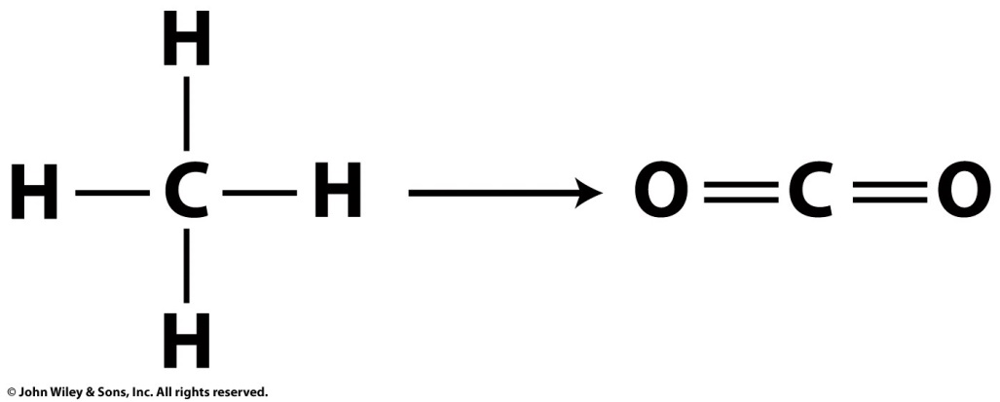 H
H C H O C O
H
© John Wiley & Sons, Inc. All rights reserved.